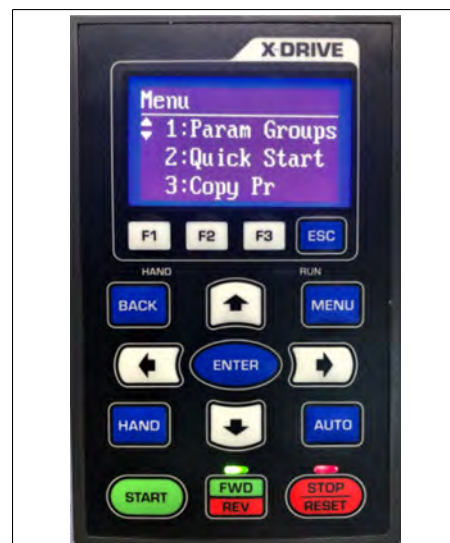 X-DRIVE
Menu
1:Param Groups
2:Quick Start
3:Copy Pr
F1 F2 F3 ESC
HAND RUN
BACK MENU
ENTER
HAND AUTO
START FWD STOP
REV RESET